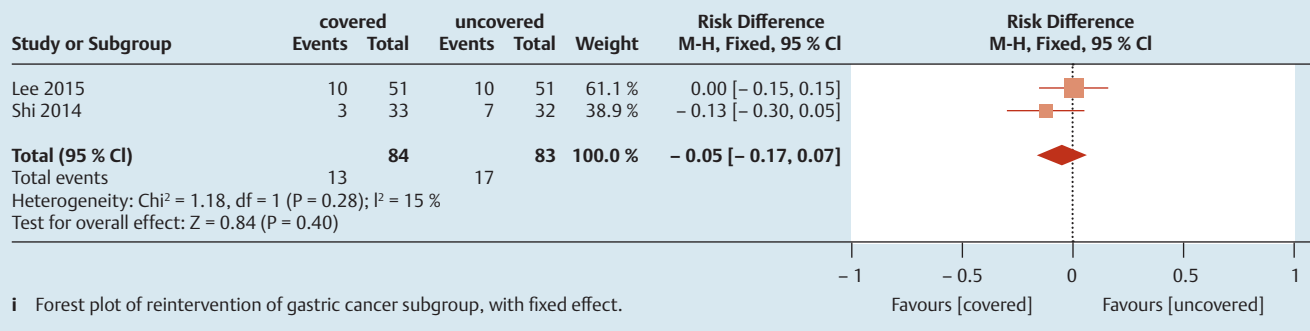 covered uncovered Risk Difference Risk Difference
Study or Subgroup Events Total Events Total Weight M-H, Fixed, 95 % Cl M-H, Fixed, 95 % Cl
Lee 2015 10 51 10 51 61.1 % 0.00 [– 0.15, 0.15]
Shi 2014 3 33 7 32 38.9 % – 0.13 [– 0.30, 0.05]
Total (95 % Cl) 84 83 100.0 % – 0.05 [– 0.17, 0.07]
Total events 13 17
Heterogeneity: Chi² = 1.18, df = 1 (P = 0.28); l² = 15 %
Test for overall effect: Z = 0.84 (P = 0.40)
– 1 – 0.5 0 0.5 1
i Forest plot of reintervention of gastric cancer subgroup, with fixed effect. Favours [covered] Favours [uncovered]